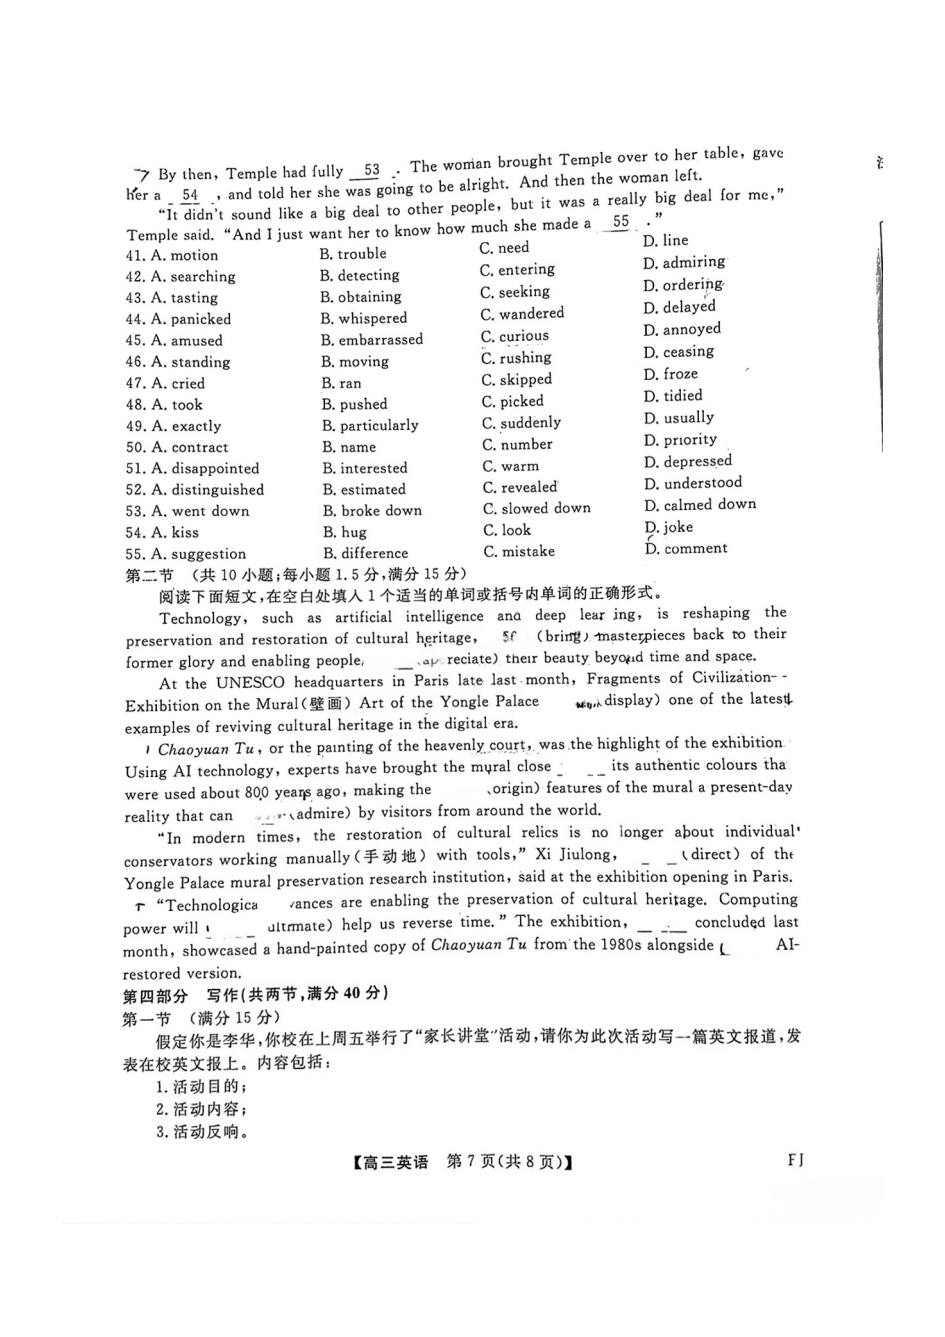 By then, Temple had fully 53 . The woman brought Temple over to her table, gave
her a 54 , and told her she was going to be alright. And then the woman left.
“It didn't sound like a big deal to other people, but it was a really big deal for me,”
Temple said. “And I just want her to know how much she made a 55 .”
41. A. motion B. trouble C. need D. line
42. A. searching B. detecting C. entering D. admiring
43. A. tasting B. obtaining C. seeking D. ordering
44. A. panicked B. whispered C. wandered D. delayed
45. A. amused B. embarrassed C. curious D. annoyed
46. A. standing B. moving C. rushing D. ceasing
47. A. cried B. ran C. skipped D. froze
48. A. took B. pushed C. picked D. tidied
49. A. exactly B. particularly C. suddenly D. usually
50. A. contract B. name C. number D. priority
51. A. disappointed B. interested C. warm D. depressed
52. A. distinguished B. estimated C. revealed D. understood
53. A. went down B. broke down C. slowed down D. calmed down
54. A. kiss B. hug C. look D. joke
55. A. suggestion B. difference C. mistake D. comment
第二节 (共 10 小题;每小题 1.5 分,满分 15 分)
阅读下面短文,在空白处填入 1 个适当的单词或括号内单词的正确形式。
Technology, such as artificial intelligence and deep learning, is reshaping the
preservation and restoration of cultural heritage, (bring) masterpieces back to their
former glory and enabling people reciate) their beauty beyond time and space.
At the UNESCO headquarters in Paris late last month, Fragments of Civilization-
Exhibition on the Mural(壁画) Art of the Yongle Palace display) one of the latest
examples of reviving cultural heritage in the digital era.
Chaoyuan Tu, or the painting of the heavenly court, was the highlight of the exhibition
Using AI technology, experts have brought the mural close its authentic colours tha
were used about 800 years ago, making the origin) features of the mural a present-day
reality that can (admire) by visitors from around the world.
“In modern times, the restoration of cultural relics is no longer about individual
conservators working manually(手动地) with tools,” Xi Jiulong, (direct) of the
Yongle Palace mural preservation research institution, said at the exhibition opening in Paris.
“Technologica vances are enabling the preservation of cultural heritage. Computing
power will ultimate) help us reverse time.” The exhibition, concluded last
month, showcased a hand-painted copy of Chaoyuan Tu from the 1980s alongside AI-
restored version.
第四部分 写作(共两节,满分 40 分)
第一节 (满分 15 分)
假定你是李华,你校在上周五举行了“家长讲堂”活动,请你为此次活动写一篇英文报道,发
表在校英文报上。内容包括:
1. 活动目的;
2. 活动内容;
3. 活动反响。
【高三英语 第 7 页(共 8 页)】 FJ